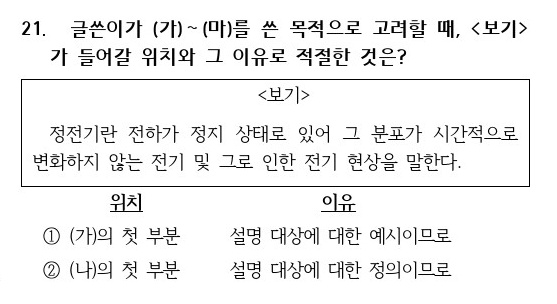 21. 글쓴이가 (가)~(마)를 쓴 목적으로 고려할 때, <보기>
가 들어갈 위치와 그 이유로 적절한 것은?
<보기>
정전기란 전하가 정지 상태로 있어 그 분포가 시간적으로
변화하지 않는 전기 및 그로 인한 전기 현상을 말한다.
위치 이유
① (가)의 첫 부분 설명 대상에 대한 예시이므로
② (나)의 첫 부분 설명 대상에 대한 정의이므로